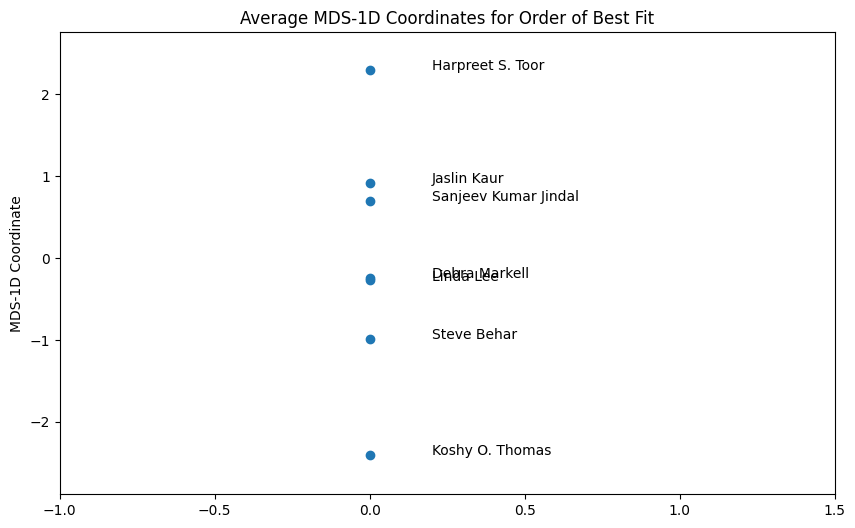 Average MDS-1D Coordinates for Order of Best Fit
MDS-1D Coordinate
2
1
0
−1
−2
Harpreet S. Toor
Jaslin Kaur
Sanjeev Kumar Jindal
Debra Markell
Linda Lee
Steve Behar
Koshy O. Thomas
−1.0
−0.5
0.0
0.5
1.0
1.5